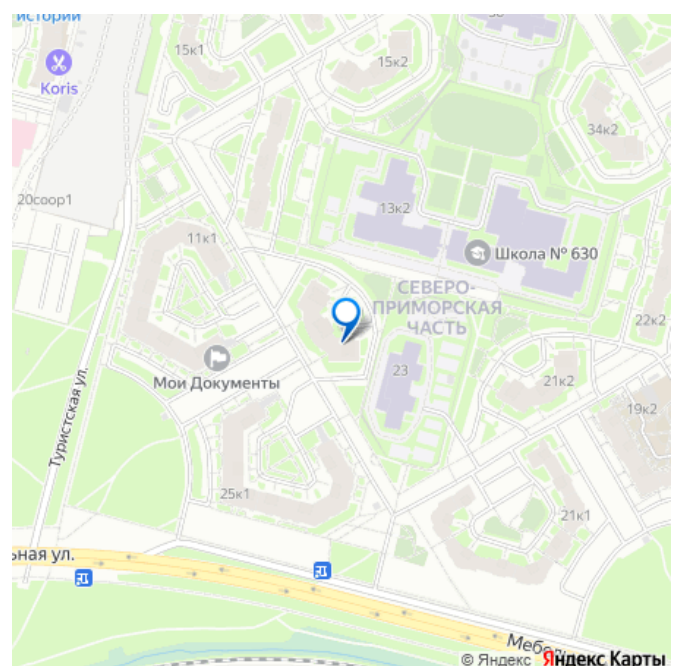 истории
Koris
15к1
15к2
34к2
20соор1
13к2
11к1
Школа № 630
СЕВЕРО-
ПРИМОРСКАЯ
ЧАСТЬ
22к2
Мои Документы
23
21к2
19к2
Туристская ул.
25к1
21к1
ьная ул.
Мебел
© Яндекс Яндекс Карты